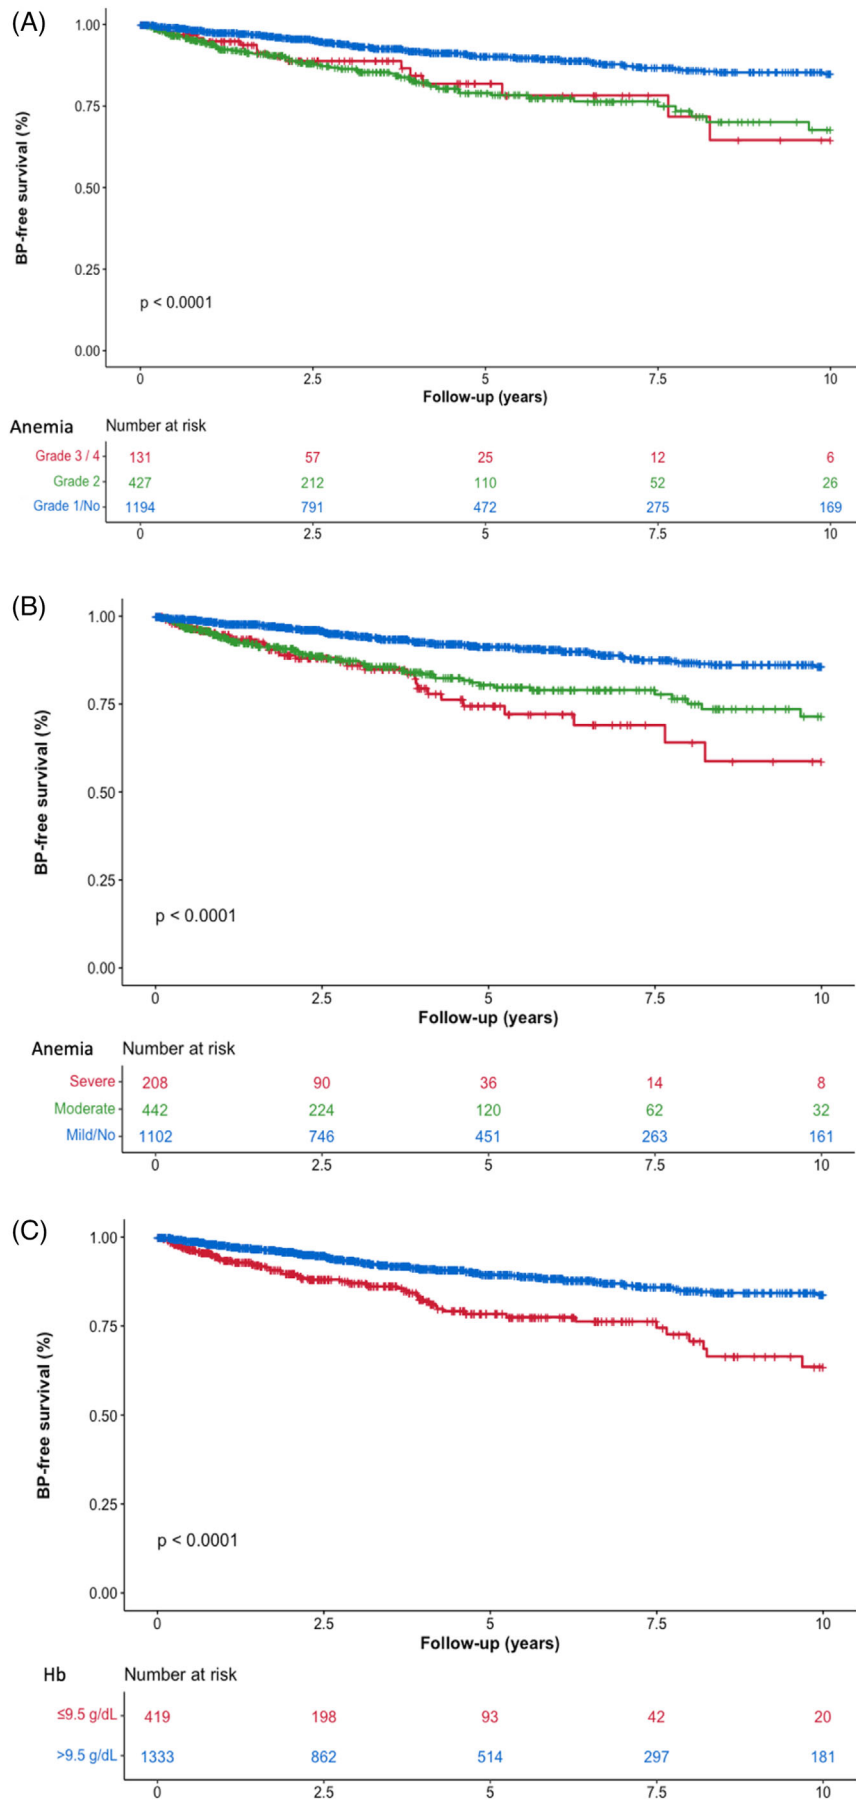 (A)
1.00
0.75
0.50
0.25
0.00
BP-free survival (%)
p < 0.0001
0 2.5 5 7.5 10
Follow-up (years)
Anemia Number at risk
Grade 3 / 4 131 57 25 12 6
Grade 2 427 212 110 52 26
Grade 1/No 1194 791 472 275 169
0 2.5 5 7.5 10
(B)
1.00
0.75
0.50
0.25
0.00
BP-free survival (%)
p < 0.0001
0 2.5 5 7.5 10
Follow-up (years)
Anemia Number at risk
Severe 208 90 36 14 8
Moderate 442 224 120 62 32
Mild/No 1102 746 451 263 161
0 2.5 5 7.5 10
(C)
1.00
0.75
0.50
0.25
0.00
BP-free survival (%)
p < 0.0001
0 2.5 5 7.5 10
Follow-up (years)
Hb Number at risk
≤9.5 g/dL 419 198 93 42 20
>9.5 g/dL 1333 862 514 297 181
0 2.5 5 7.5 10